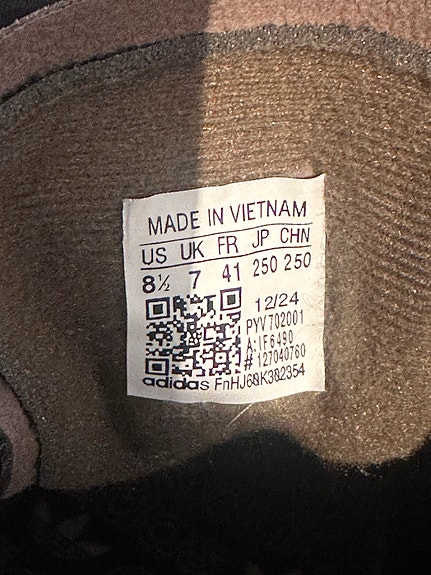 MADE IN VIETNAM
US UK FR JP CHN
8½ 7 41 250 250
12/24
PYV702001
A:IF6490
# 127040760
adidas FnHJ68K382354